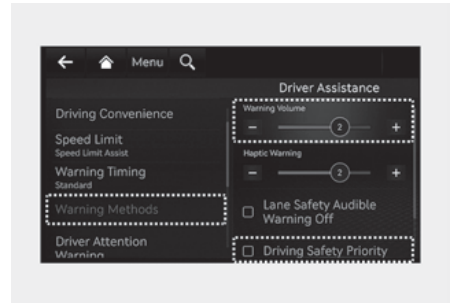 Menu
Driver Assistance
Driving Convenience
Speed Limit
Speed Limit Assist
Warning Timing
Standard
Warning Methods
Driver Attention
Warning
Warning Volume
- 2 +
Haptic Warning
- 2 +
Lane Safety Audible
Warning Off
Driving Safety Priority